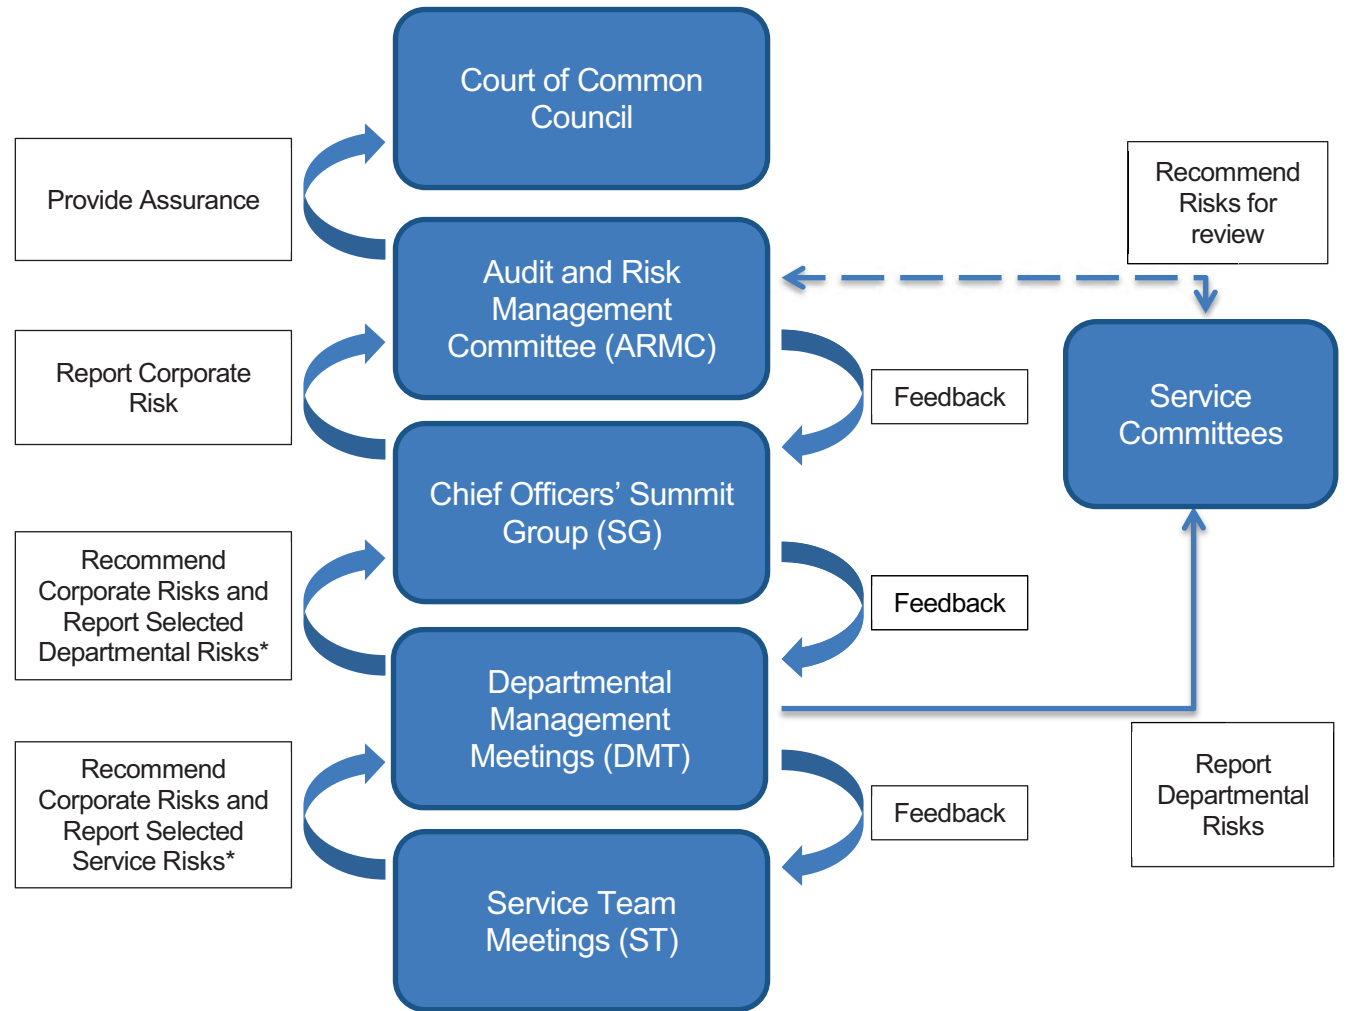 Court of Common
Council
Provide Assurance
Recommend
Risks for
review
Audit and Risk
Management
Committee (ARMC)
Report Corporate
Risk
Feedback
Service
Committees
Chief Officers’ Summit
Group (SG)
Recommend
Corporate Risks and
Report Selected
Departmental Risks*
Feedback
Departmental
Management
Meetings (DMT)
Recommend
Corporate Risks and
Report Selected
Service Risks*
Feedback
Report
Departmental
Risks
Service Team
Meetings (ST)